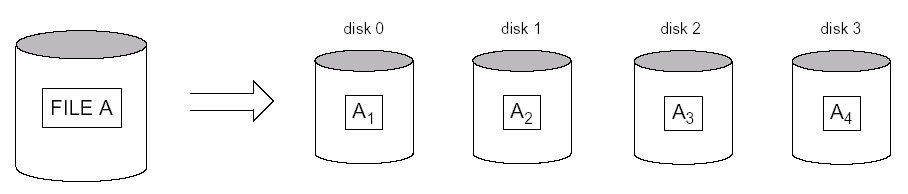 disk 0 disk 1 disk 2 disk 3
FILE A A₁ A₂ A₃ A₄